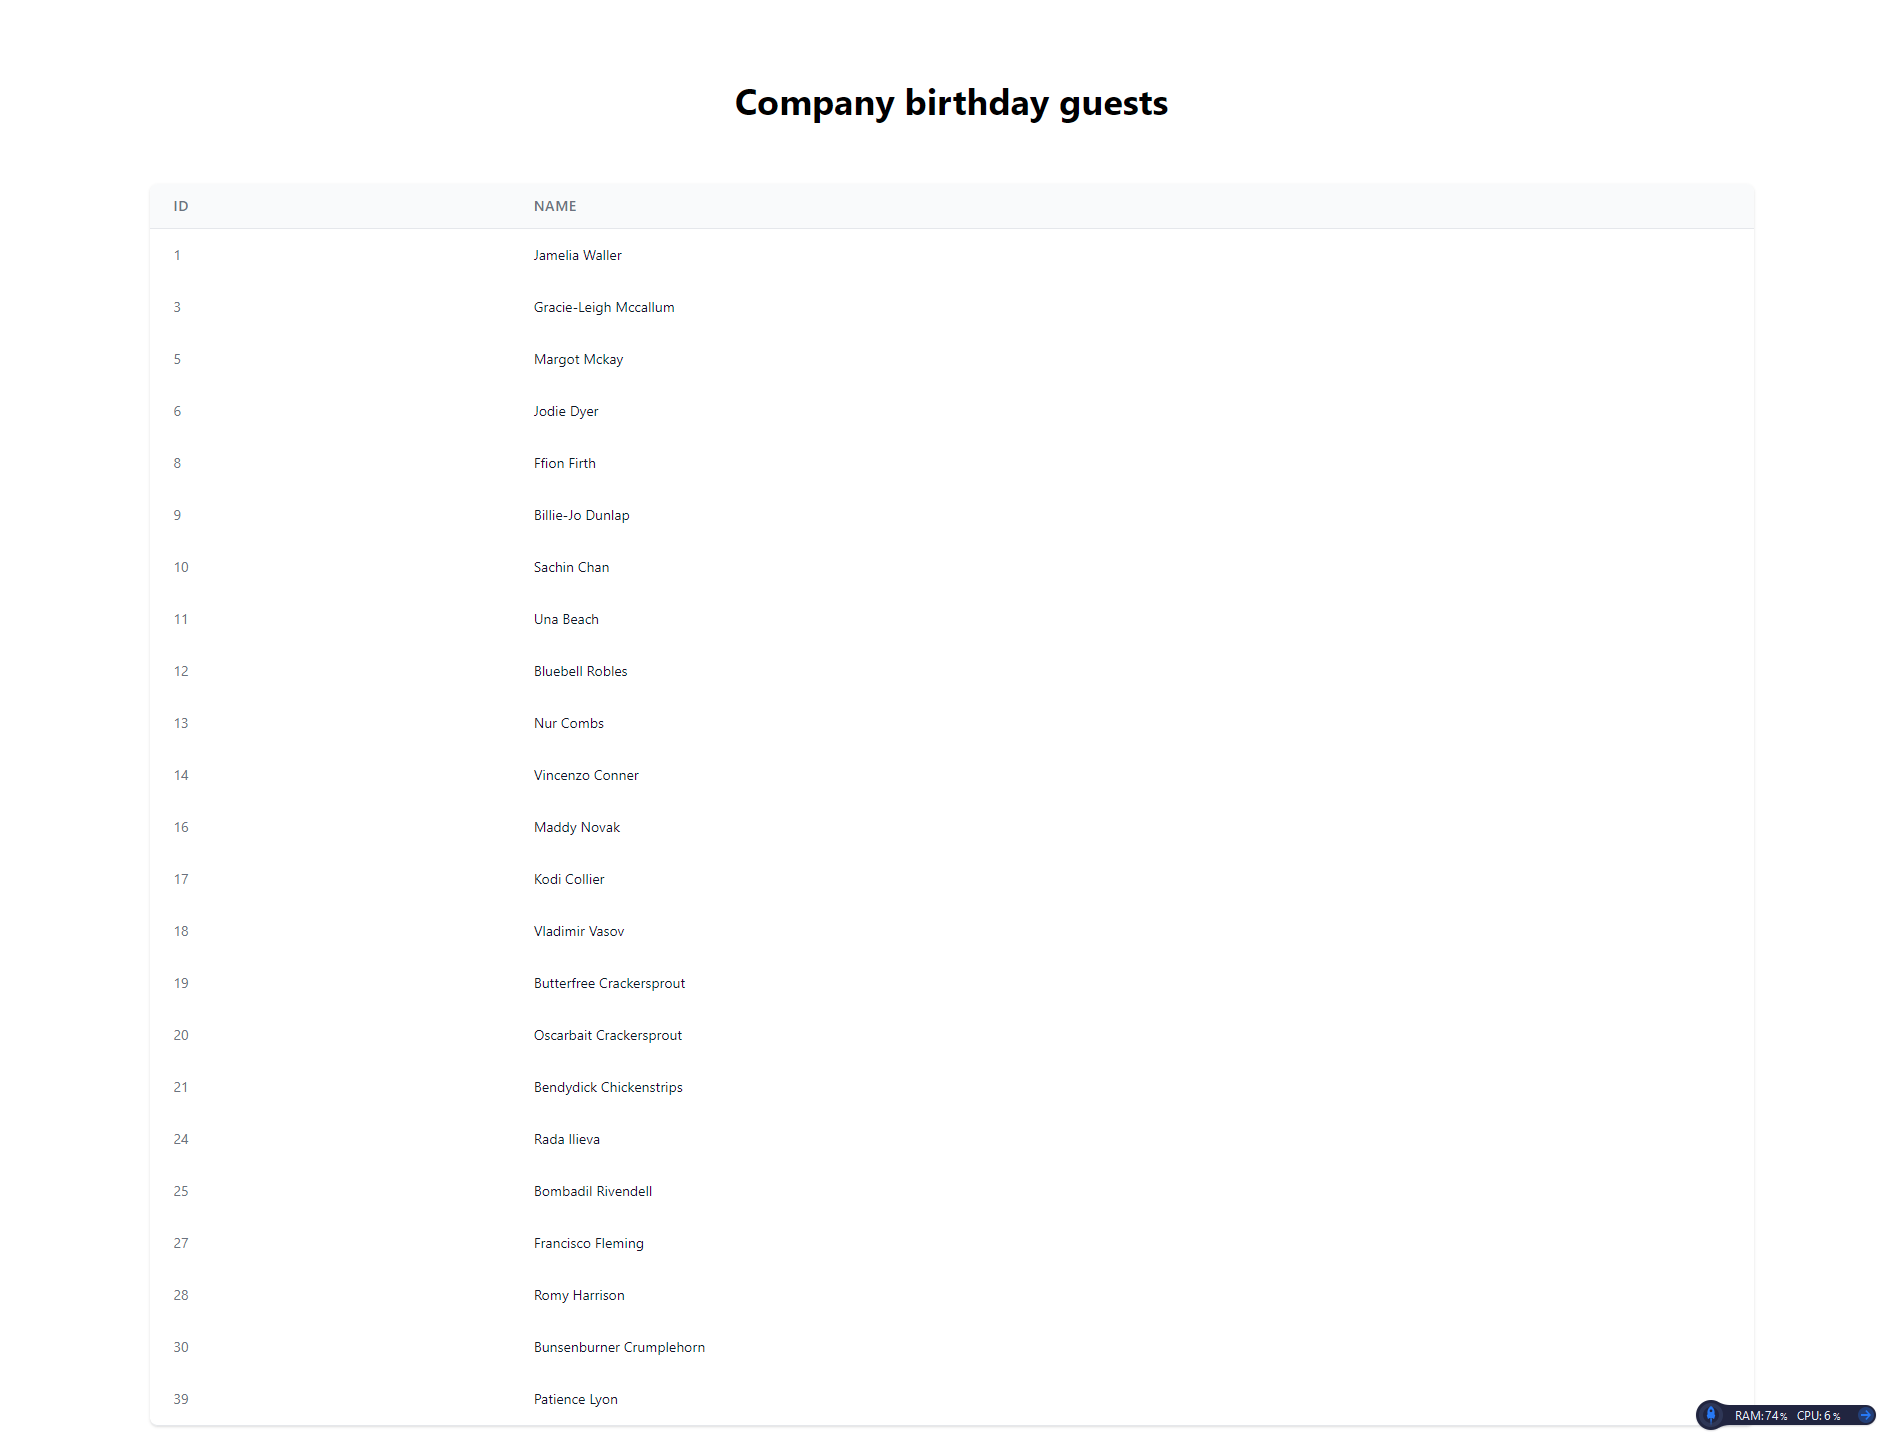 Company birthday guests
ID NAME
1 Jamelia Waller
3 Gracie-Leigh Mccallum
5 Margot Mckay
6 Jodie Dyer
8 Ffion Firth
9 Billie-Jo Dunlap
10 Sachin Chan
11 Una Beach
12 Bluebell Robles
13 Nur Combs
14 Vincenzo Conner
16 Maddy Novak
17 Kodi Collier
18 Vladimir Vasov
19 Butterfree Crackersprout
20 Oscarbait Crackersprout
21 Bendydick Chickenstrips
24 Rada Ilieva
25 Bombadil Rivendell
27 Francisco Fleming
28 Romy Harrison
30 Bunsenburner Crumplehorn
39 Patience Lyon
RAM:74% CPU:6%